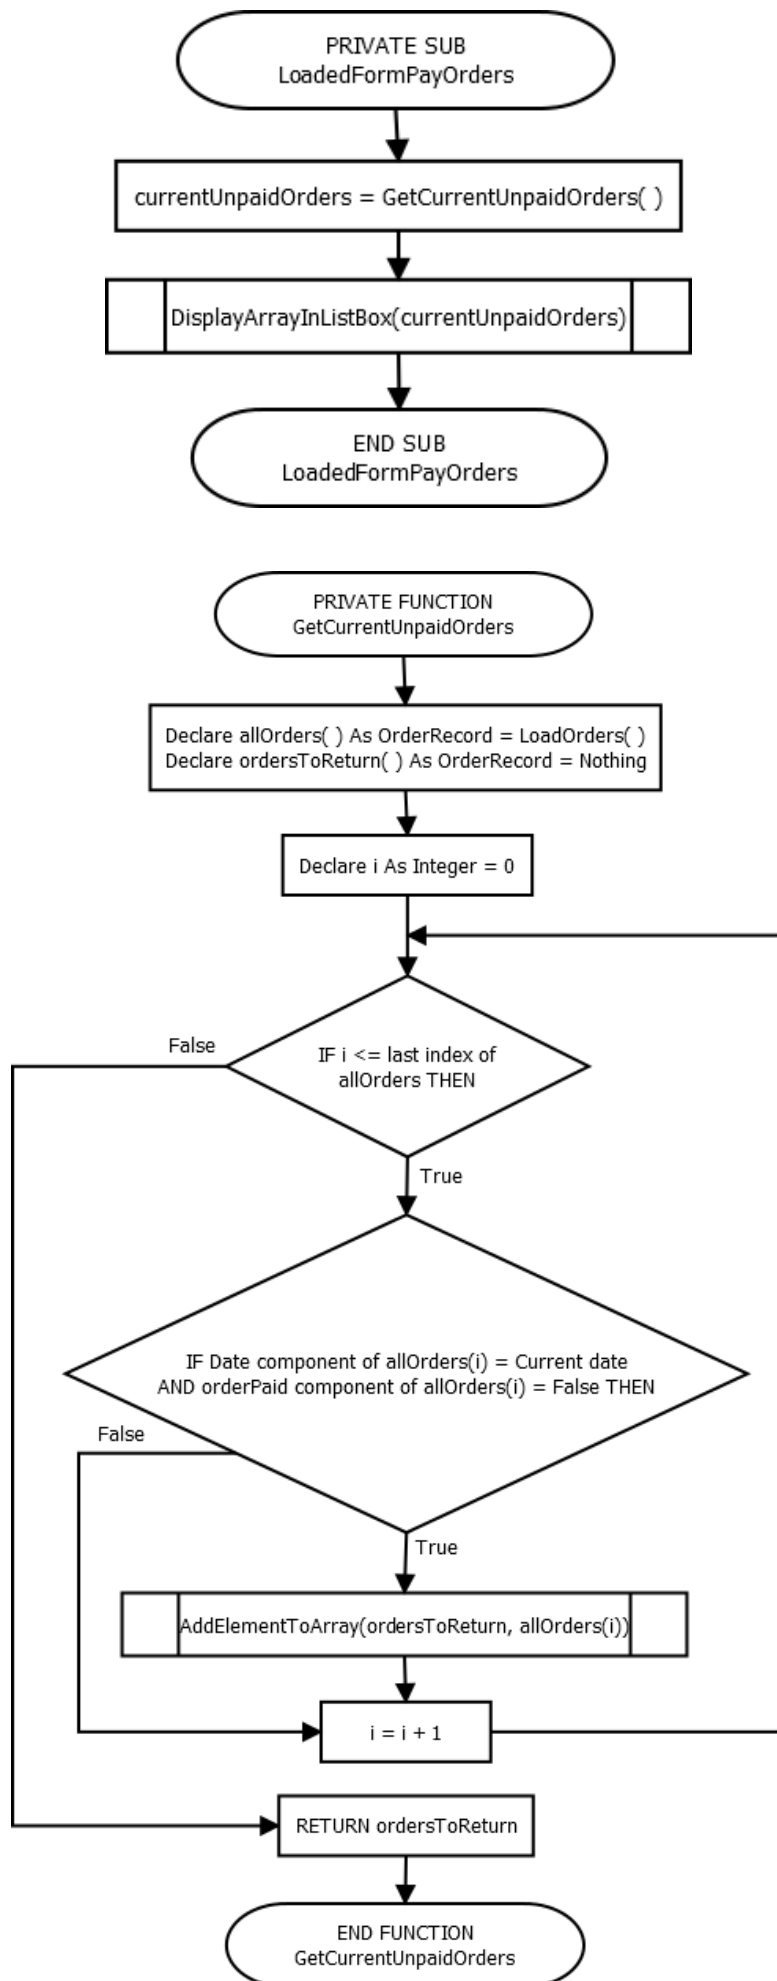 PRIVATE SUB
LoadedFormPayOrders
currentUnpaidOrders = GetCurrentUnpaidOrders( )
DisplayArrayInListBox(currentUnpaidOrders)
END SUB
LoadedFormPayOrders
PRIVATE FUNCTION
GetCurrentUnpaidOrders
Declare allOrders( ) As OrderRecord = LoadOrders( )
Declare ordersToReturn( ) As OrderRecord = Nothing
Declare i As Integer = 0
False
IF i <= last index of
allOrders THEN
True
IF Date component of allOrders(i) = Current date
AND orderPaid component of allOrders(i) = False THEN
False
True
AddElementToArray(ordersToReturn, allOrders(i))
i = i + 1
RETURN ordersToReturn
END FUNCTION
GetCurrentUnpaidOrders